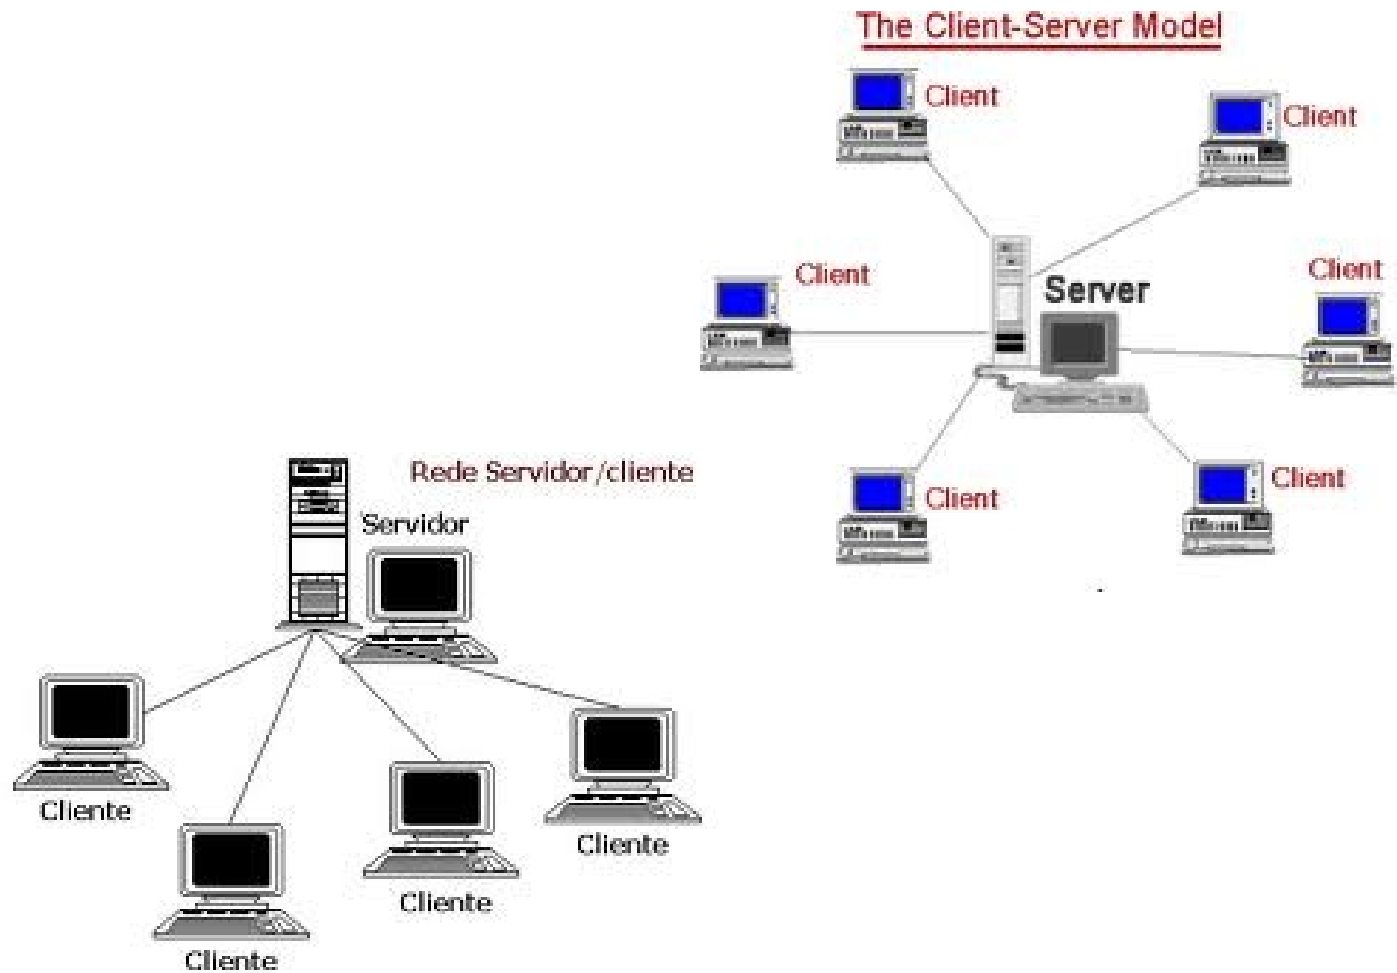 The Client-Server Model
Client
Client
Client
Client
Server
Client
Client
Rede Servidor/cliente
Servidor
Cliente
Cliente
Cliente
Cliente